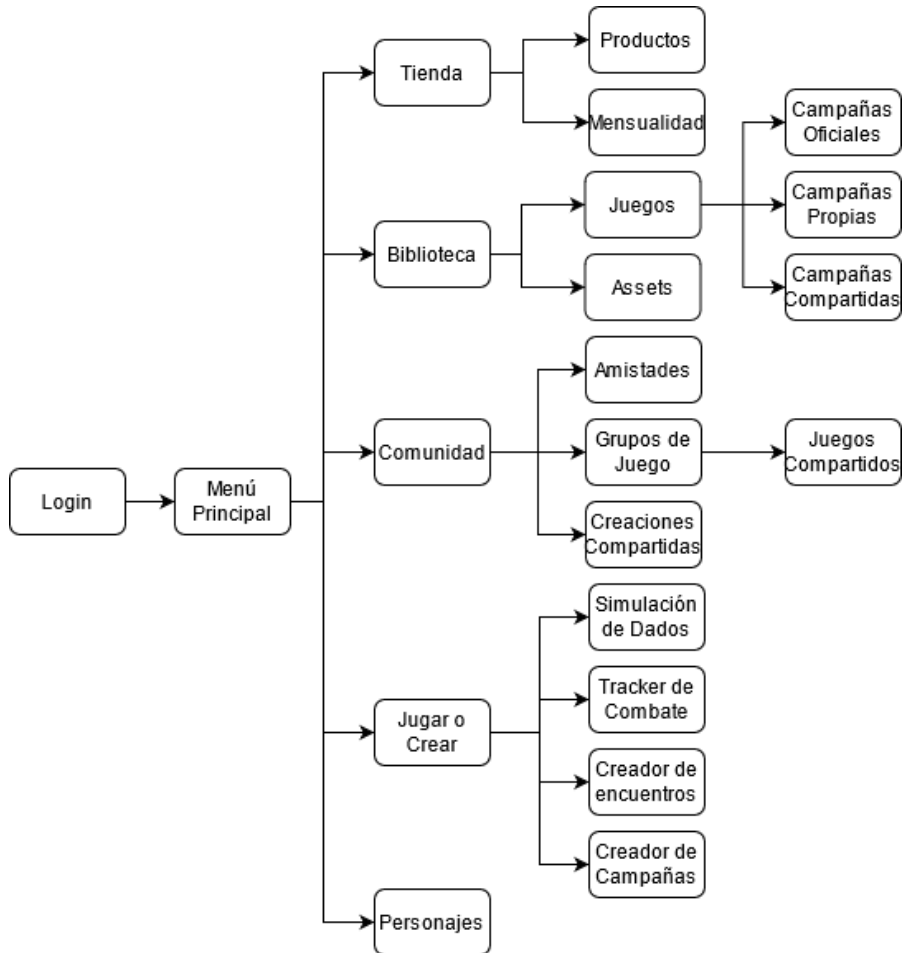 Productos
Tienda
Mensualidad
Campañas
Oficiales
Juegos
Campañas
Propias
Biblioteca
Assets
Campañas
Compartidas
Amistades
Comunidad
Grupos de
Juego
Juegos
Compartidos
Login
Menú
Principal
Creaciones
Compartidas
Simulación
de Dados
Tracker de
Combate
Jugar o
Crear
Creador de
encuentros
Creador de
Campañas
Personajes